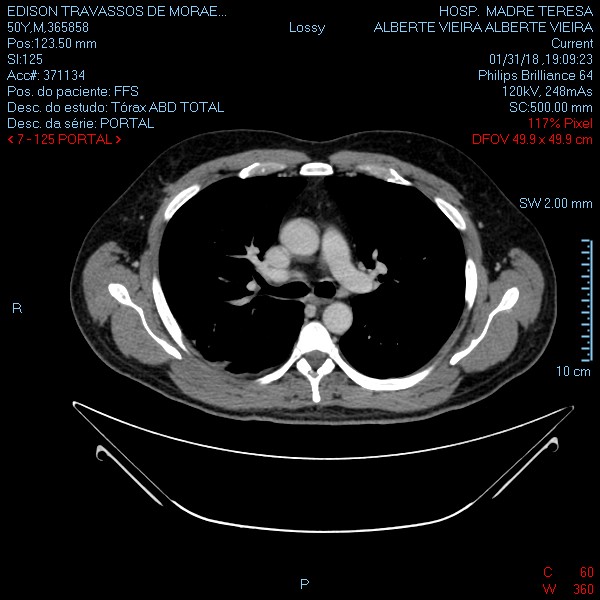 EDISON TRAVASSOS DE MORAE...
50Y,M,365858
Pos:123.50 mm
SI:125
Acc#: 371134
Pos. do paciente: FFS
Desc. do estudo: Tórax ABD TOTAL
Desc. da série: PORTAL
< 7 - 125 PORTAL >
Lossy
HOSP. MADRE TERESA
ALBERTE VIEIRA ALBERTE VIEIRA
Current
01/31/18 ,19:09:23
Philips Brilliance 64
120kV, 248mAs
SC:500.00 mm
117% Pixel
DFOV 49.9 x 49.9 cm
SW 2.00 mm
R
10 cm
P
C 60
W 360